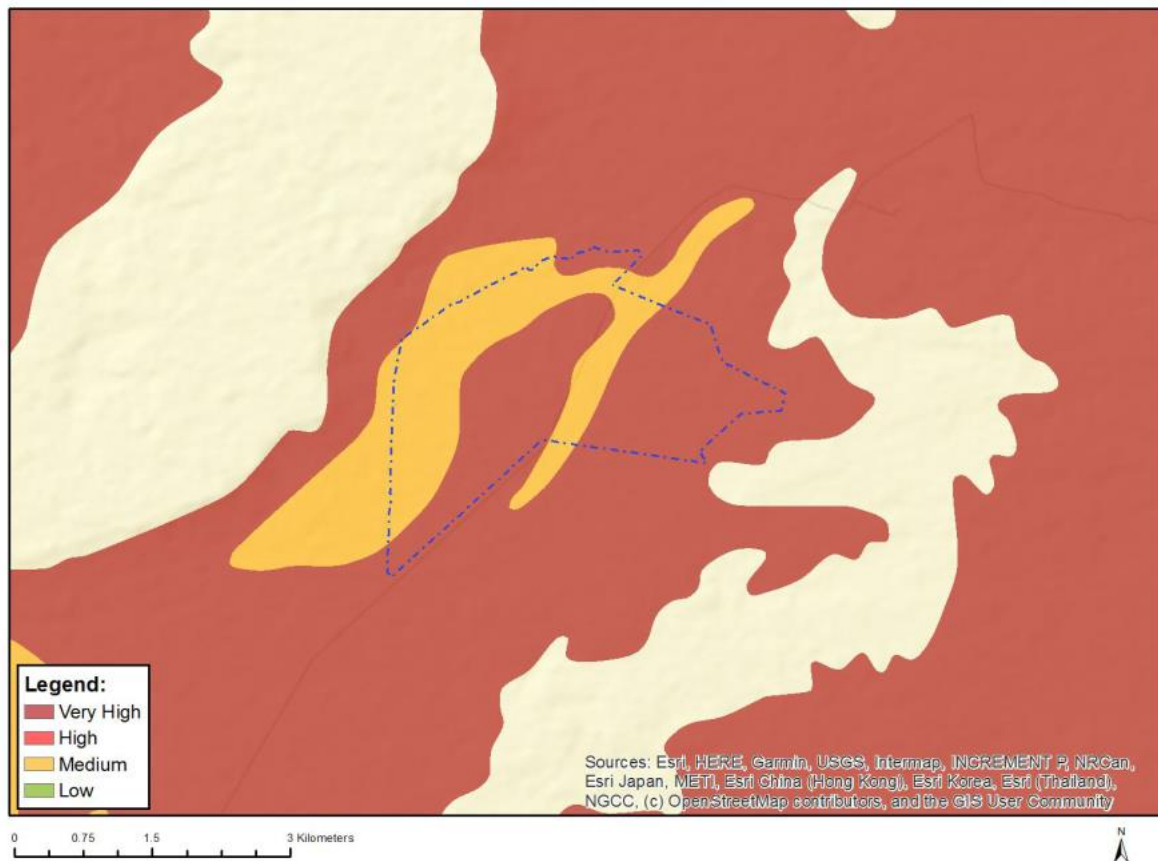 Legend:
Very High
High
Medium
Low
Sources: Esri, HERE, Garmin, USGS, Intermap, INCREMENT P, NRCan,
Esri Japan, METI, Esri China (Hong Kong), Esri Korea, Esri (Thailand),
NGCC, (c) OpenStreetMap contributors, and the GIS User Community
0 0.75 1.5 3 Kilometers
N